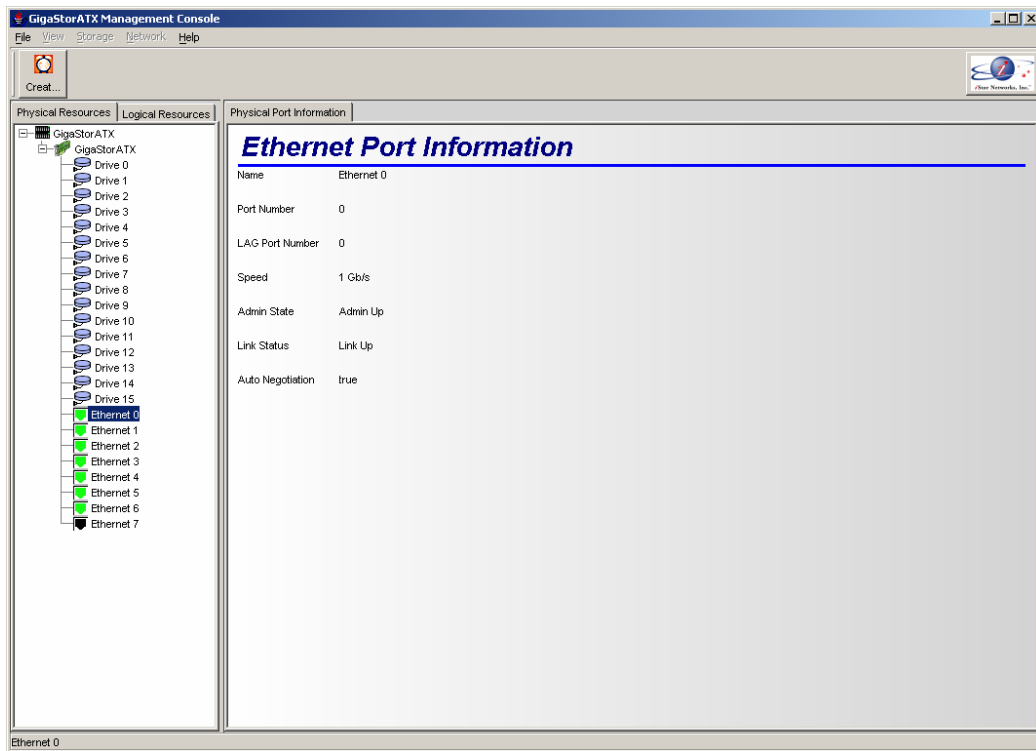 GigaStorATX Management Console
File View Storage Network Help
Creat...
iStor Networks, Inc.
Physical Resources Logical Resources
GigaStorATX
GigaStorATX
Drive 0
Drive 1
Drive 2
Drive 3
Drive 4
Drive 5
Drive 6
Drive 7
Drive 8
Drive 9
Drive 10
Drive 11
Drive 12
Drive 13
Drive 14
Drive 15
Ethernet 0
Ethernet 1
Ethernet 2
Ethernet 3
Ethernet 4
Ethernet 5
Ethernet 6
Ethernet 7
Physical Port Information
Ethernet Port Information
Name Ethernet 0
Port Number 0
LAG Port Number 0
Speed 1 Gb/s
Admin State Admin Up
Link Status Link Up
Auto Negotiation true
Ethernet 0